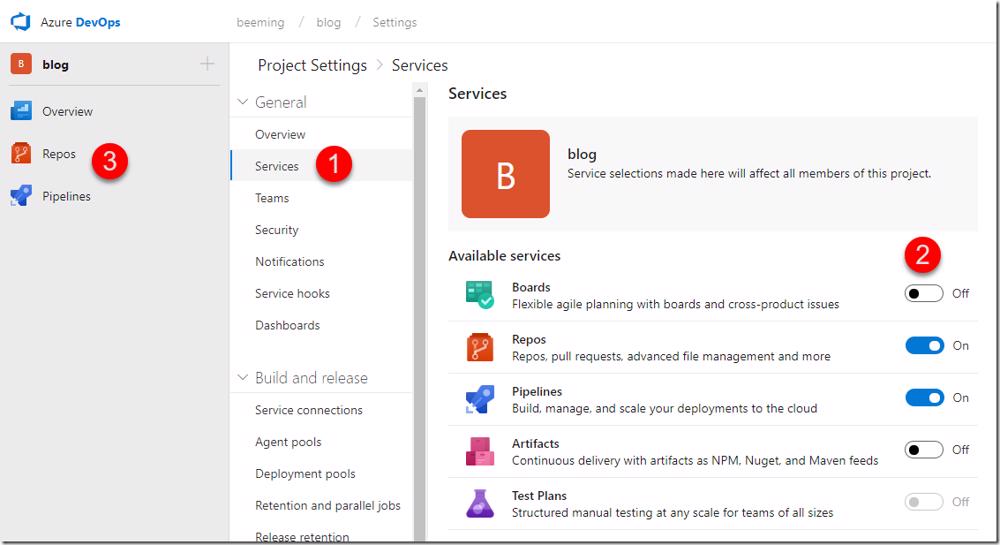 Azure DevOps
beeming / blog / Settings
B blog
Project Settings > Services
Overview
Repos
3
Pipelines
General
Overview
Services
1
Teams
Security
Notifications
Service hooks
Dashboards
Build and release
Service connections
Agent pools
Deployment pools
Retention and parallel jobs
Release retention
Services
B
blog
Service selections made here will affect all members of this project.
Available services
2
Boards
Flexible agile planning with boards and cross-product issues
Off
Repos
Repos, pull requests, advanced file management and more
On
Pipelines
Build, manage, and scale your deployments to the cloud
On
Artifacts
Continuous delivery with artifacts as NPM, Nuget, and Maven feeds
Off
Test Plans
Structured manual testing at any scale for teams of all sizes
Off